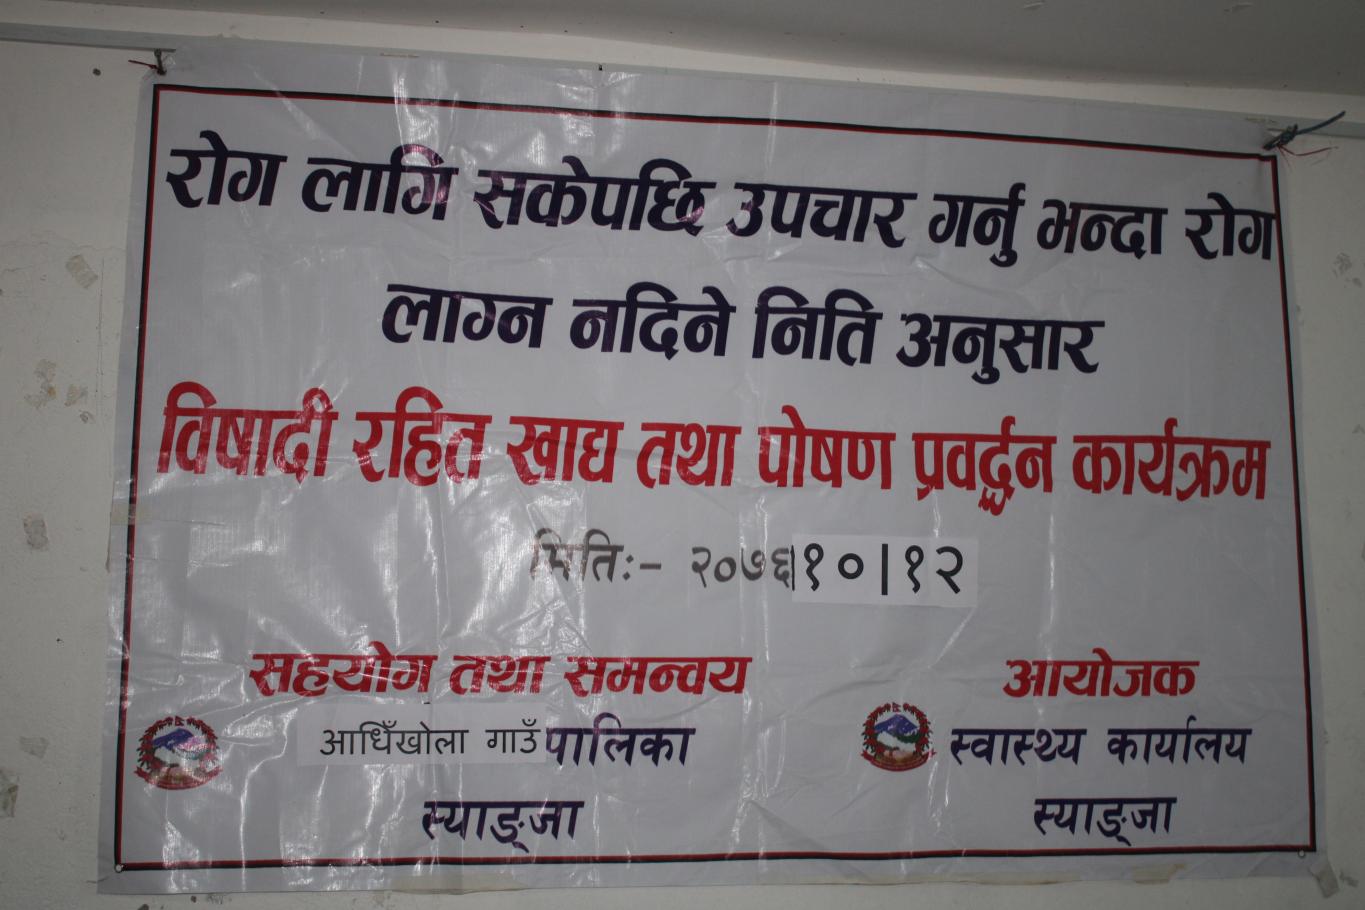 रोग लागि सकेपछि उपचार गर्नु भन्दा रोग
लाग्न नदिने निति अनुसार
विषादी रहित खाद्य तथा पोषण प्रवर्द्धन कार्यक्रम
मितिः- २०७६।१०।१२
सहयोग तथा समन्वय
आधिँखोला गाउँपालिका
स्याङ्जा
आयोजक
स्वास्थ्य कार्यालय
स्याङ्जा